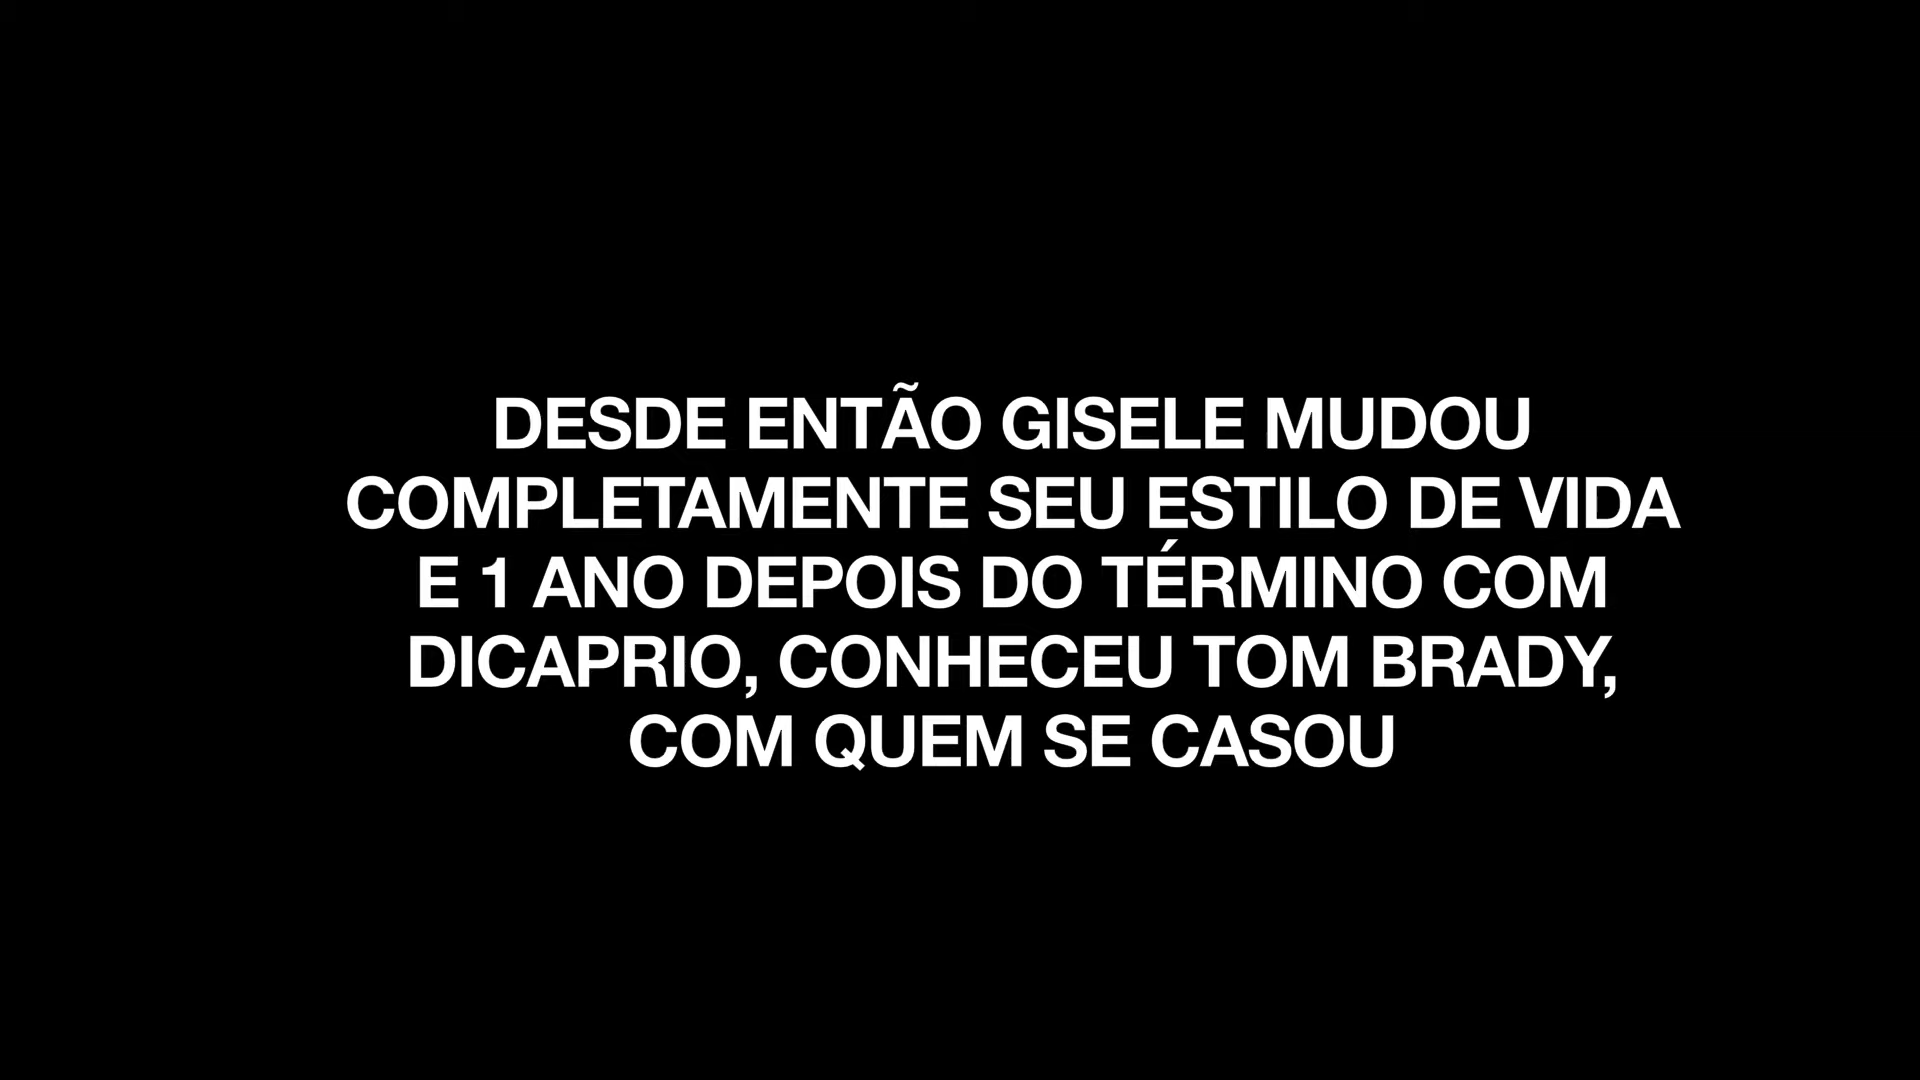 DESDE ENTÃO GISELE MUDOU
COMPLETAMENTE SEU ESTILO DE VIDA
E 1 ANO DEPOIS DO TÉRMINO COM
DICAPRIO, CONHECEU TOM BRADY,
COM QUEM SE CASOU